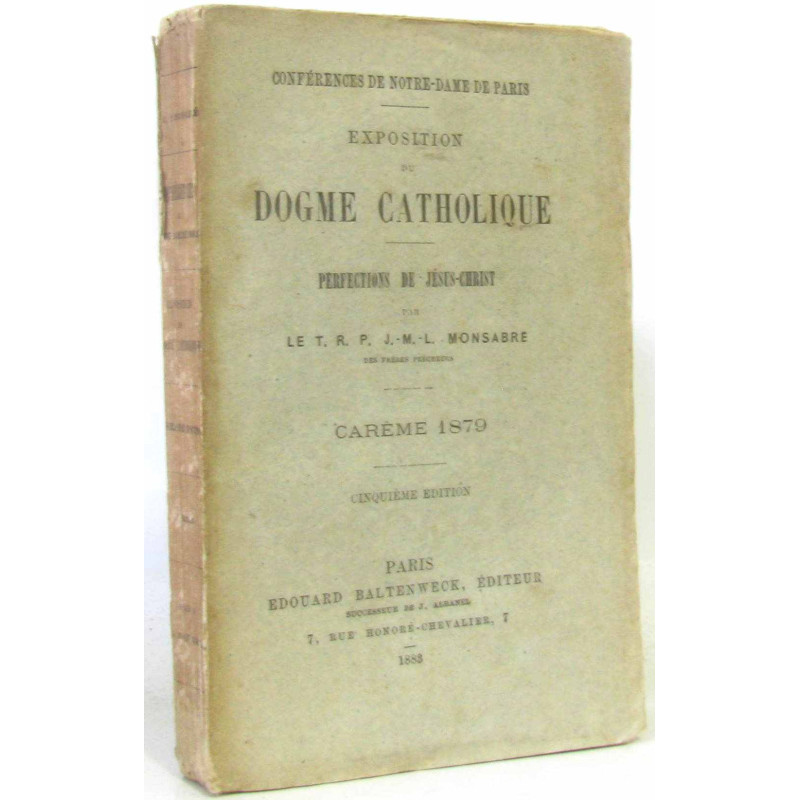 CONFÉRENCES DE NOTRE-DAME DE PARIS
EXPOSITION
DU
DOGME CATHOLIQUE
PERFECTIONS DE JÉSUS-CHRIST
PAR
LE T. R. P. J.-M.-L. MONSABRÉ
DES FRÈRES PRÊCHEURS
CARÊME 1879
CINQUIÈME ÉDITION
PARIS
EDOUARD BALTENWECK, ÉDITEUR
SUCCESSEUR DE J. ALBANEL
7, RUE HONORÉ-CHEVALIER, 7
1883